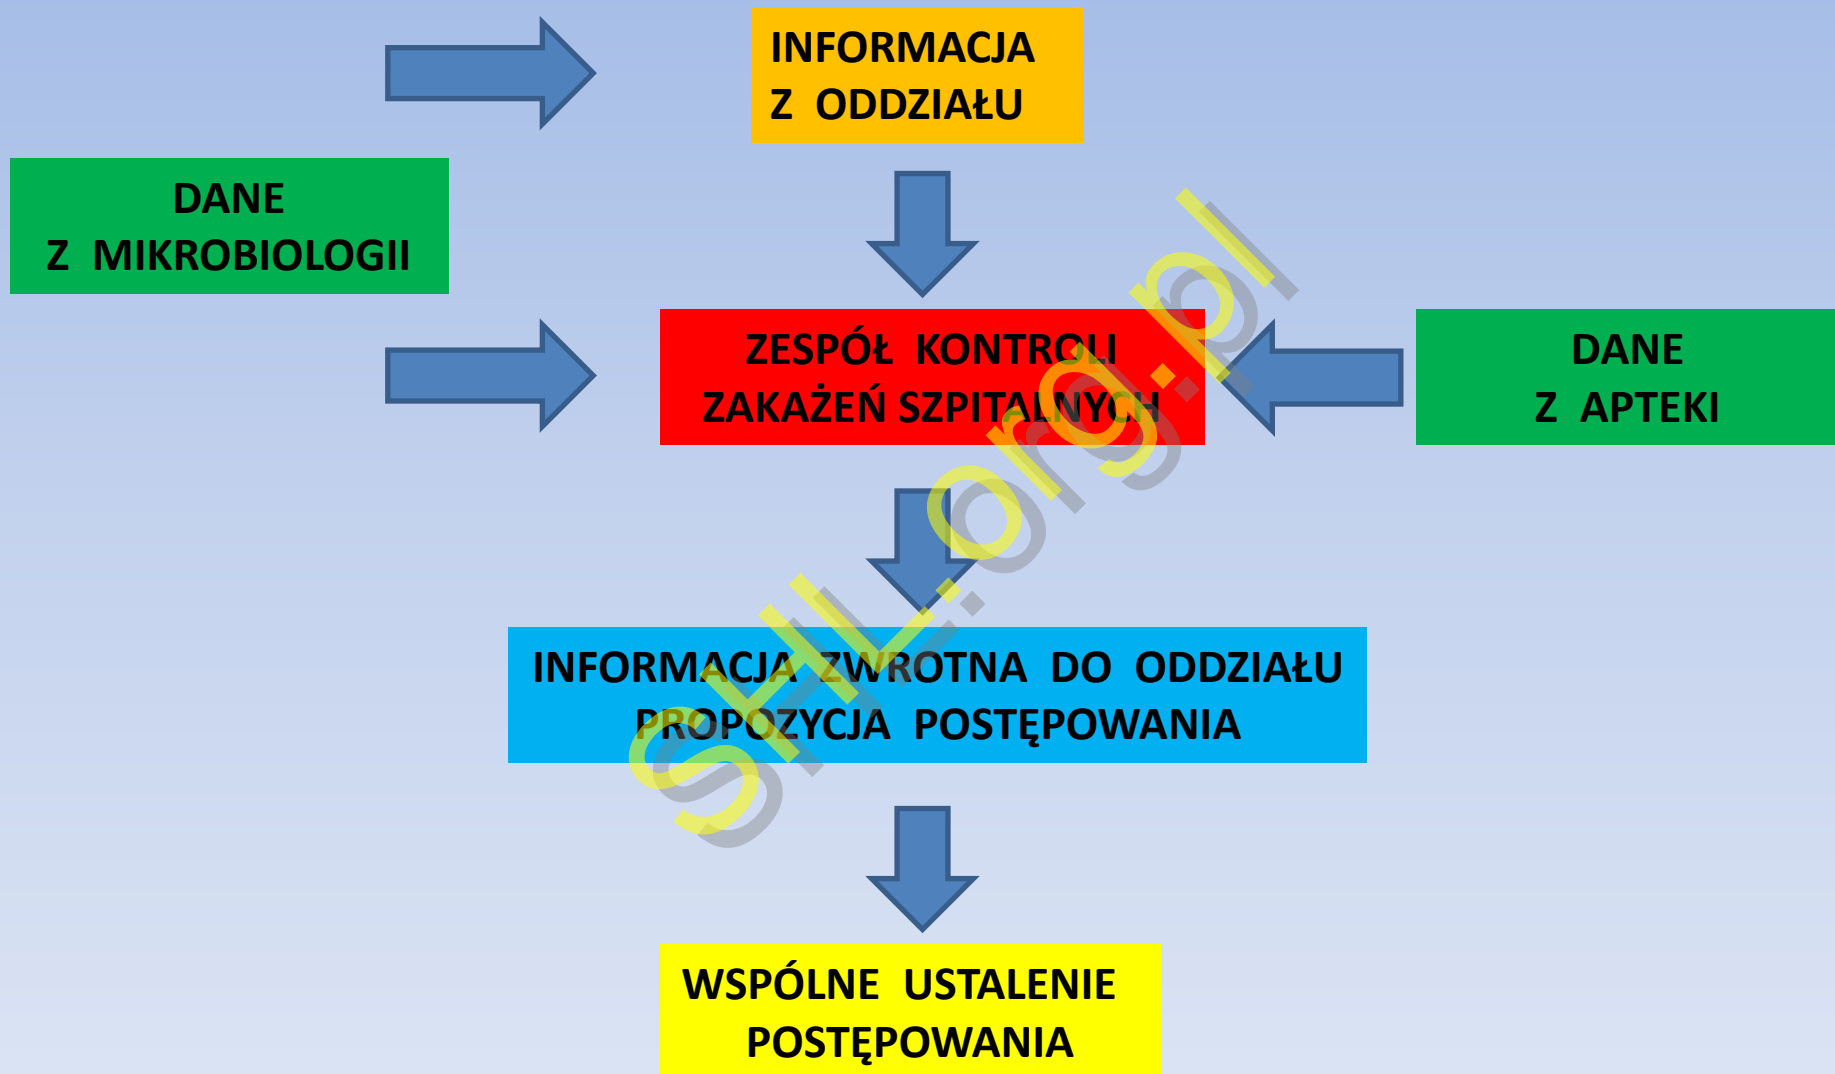 INFORMACJA
Z ODDZIAŁU
DANE
Z MIKROBIOLOGII
ZESPÓŁ KONTROLI
ZAKAŻEŃ SZPITALNYCH
DANE
Z APTEKI
INFORMACJA ZWROTNA DO ODDZIAŁU
PROPOZYCJA POSTĘPOWANIA
WSPÓLNE USTALENIE
POSTĘPOWANIA
SHL.org.pl